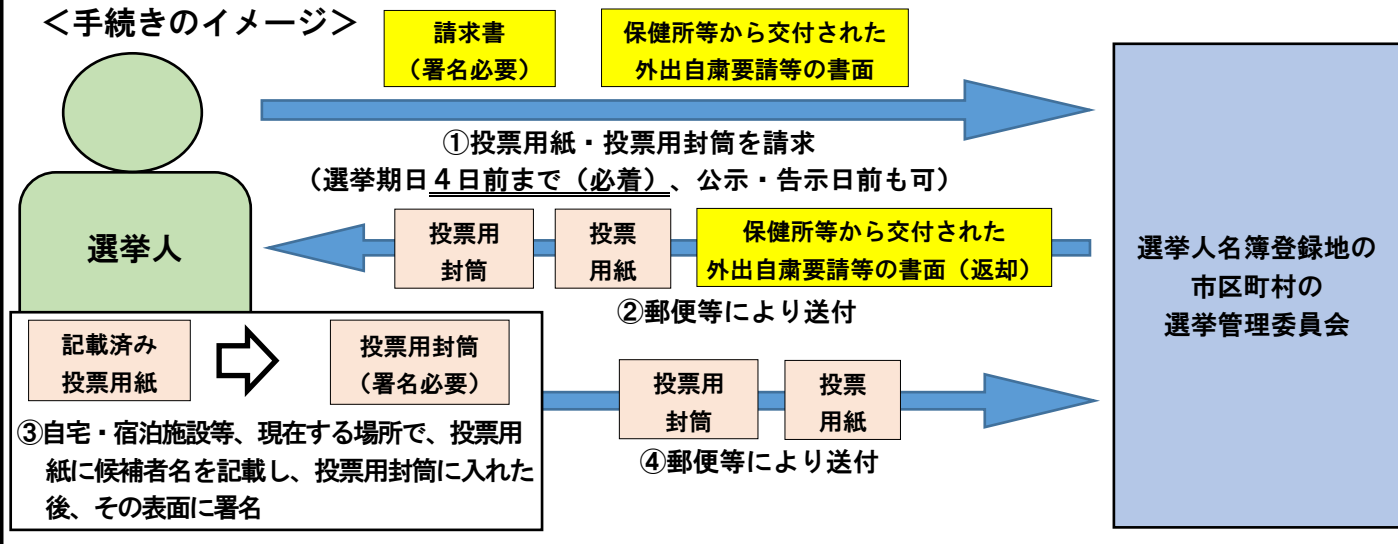 <手続きのイメージ>
請求書
(署名必要)
保健所等から交付された
外出自粛要請等の書面
①投票用紙・投票用封筒を請求
(選挙期日4日前まで(必着)、公示・告示日前も可)
選挙人
投票用
封筒
投票
用紙
保健所等から交付された
外出自粛要請等の書面(返却)
②郵便等により送付
選挙人名簿登録地の
市区町村の
選挙管理委員会
記載済み
投票用紙
投票用封筒
(署名必要)
③自宅・宿泊施設等、現在する場所で、投票用
紙に候補者名を記載し、投票用封筒に入れた
後、その表面に署名
投票用
封筒
投票
用紙
④郵便等により送付